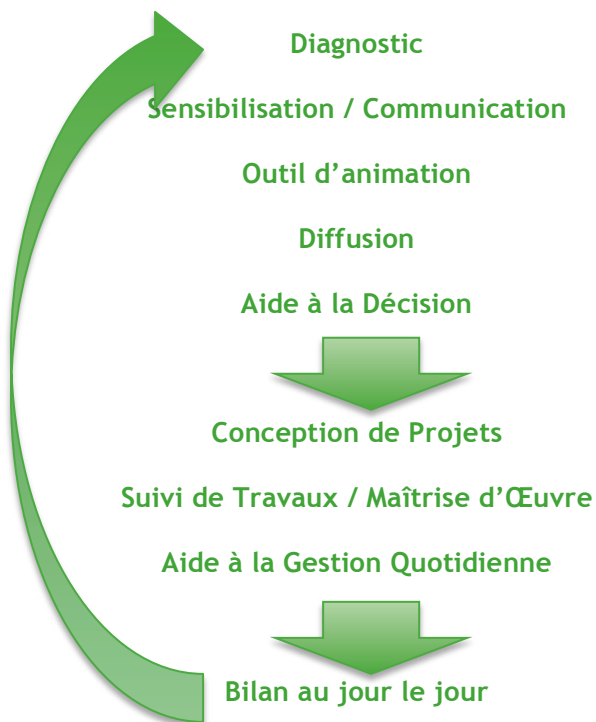 Diagnostic
Sensibilisation / Communication
Outil d’animation
Diffusion
Aide à la Décision
Conception de Projets
Suivi de Travaux / Maîtrise d’Œuvre
Aide à la Gestion Quotidienne
Bilan au jour le jour